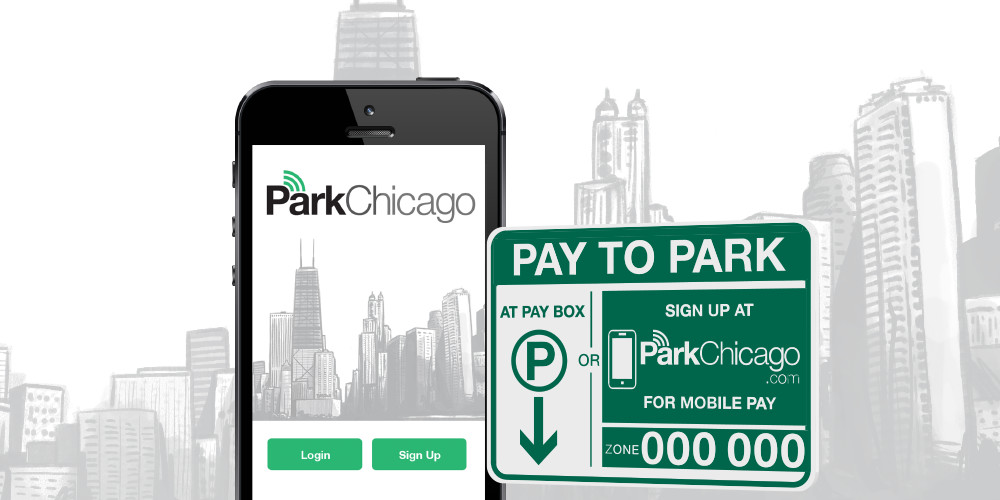 ParkChicago
Login
Sign Up
PAY TO PARK
AT PAY BOX
P
OR
SIGN UP AT
ParkChicago
.com
FOR MOBILE PAY
ZONE 000 000